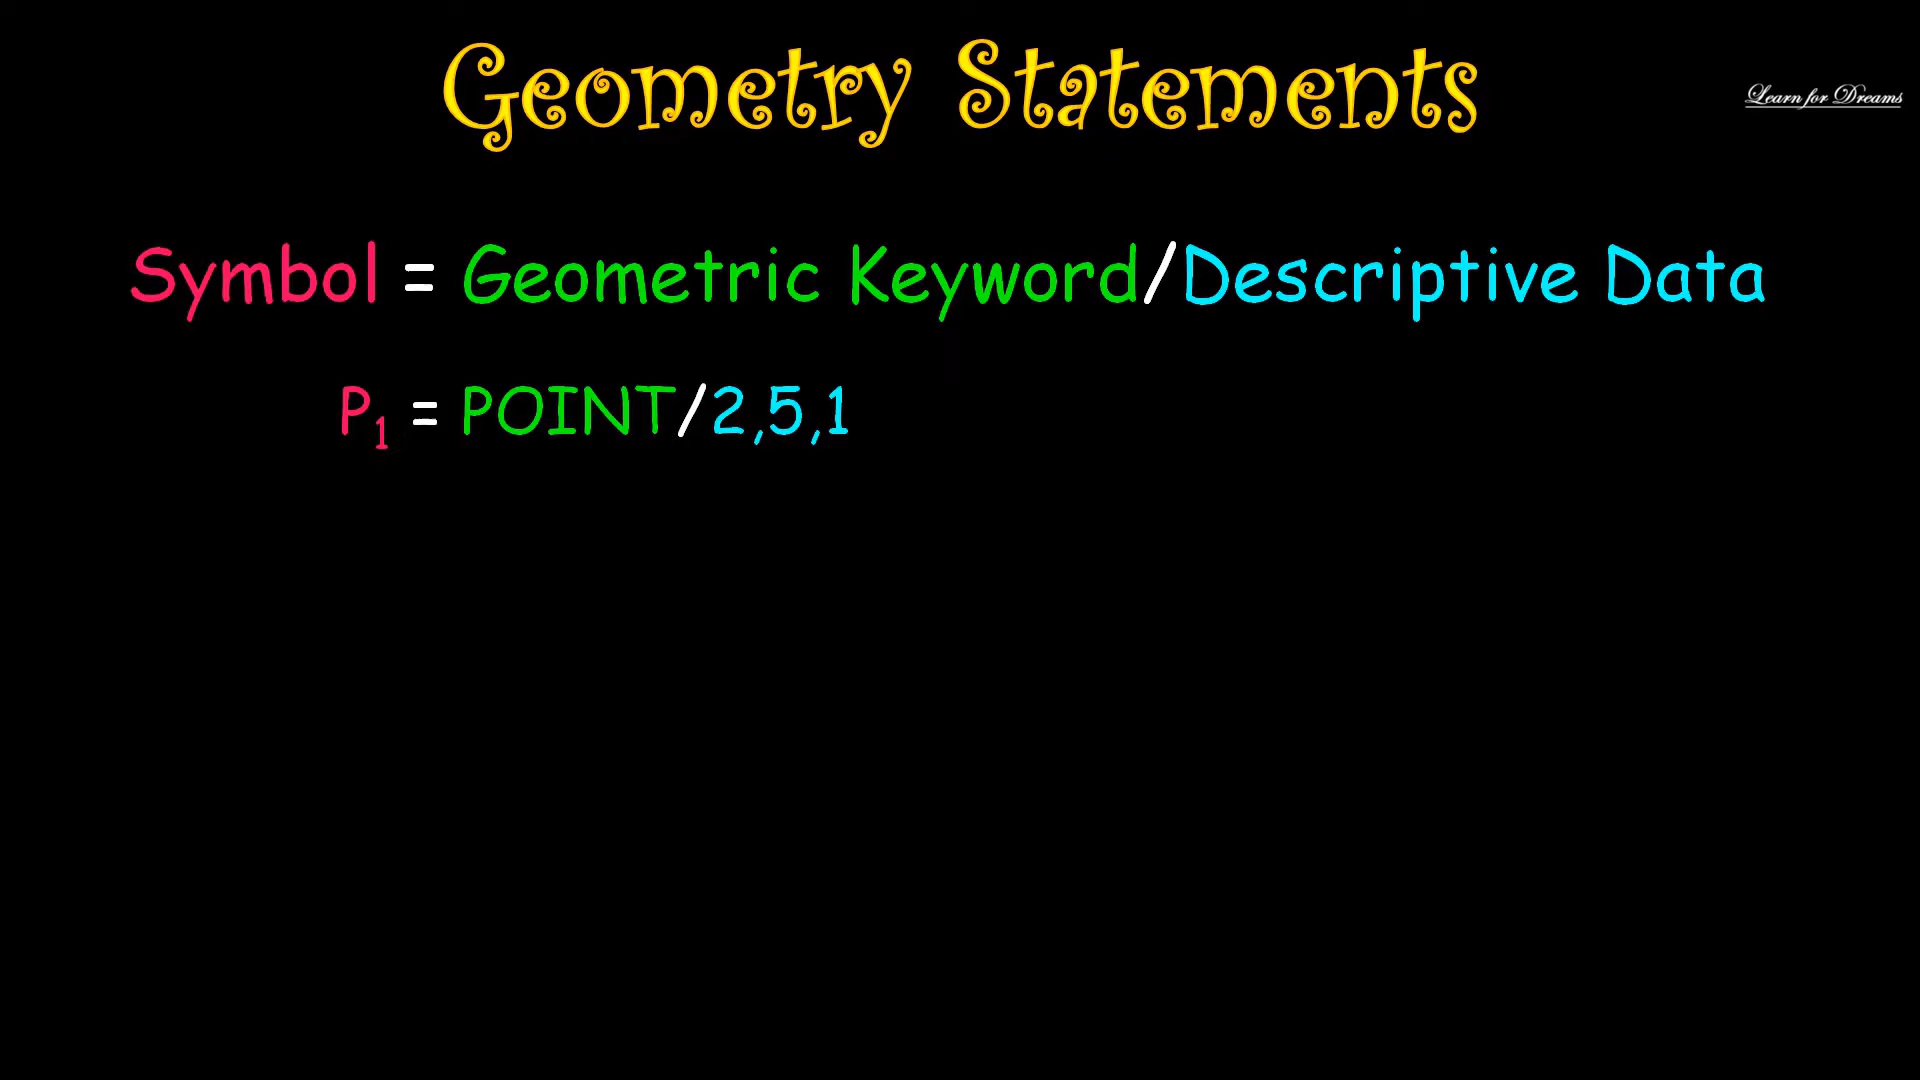 Geometry Statements
Learn for Dreams
Symbol = Geometric Keyword/Descriptive Data
P₁ = POINT/2,5,1